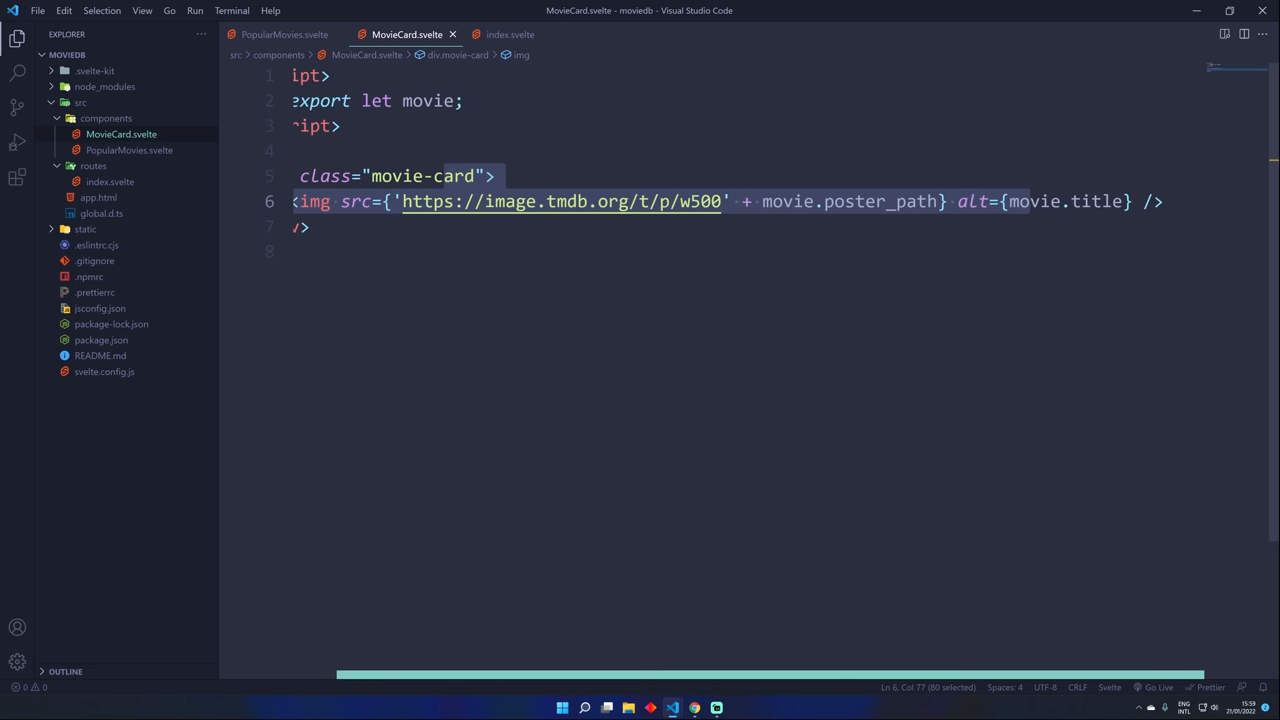 File Edit Selection View Go Run Terminal Help
MovieCard.svelte - moviedb - Visual Studio Code
EXPLORER
PopularMovies.svelte MovieCard.svelte index.svelte
src > components > MovieCard.svelte > div.movie-card > img
MOVIEDB
.svelte-kit
node_modules
src
components
MovieCard.svelte
PopularMovies.svelte
routes
index.svelte
app.html
global.d.ts
static
.eslintrc.cjs
.gitignore
.npmrc
.prettierrc
jsconfig.json
package-lock.json
package.json
README.md
svelte.config.js
OUTLINE
1 ipt>
2 export let movie;
3 ript>
4
5 class="movie-card">
6 <img src={'https://image.tmdb.org/t/p/w500' + movie.poster_path} alt={movie.title} />
7 v>
8
0 0
Ln 6, Col 77 (80 selected) Spaces: 4 UTF-8 CRLF Svelte Go Live Prettier
ENG
INTL
15:59
21/01/2022